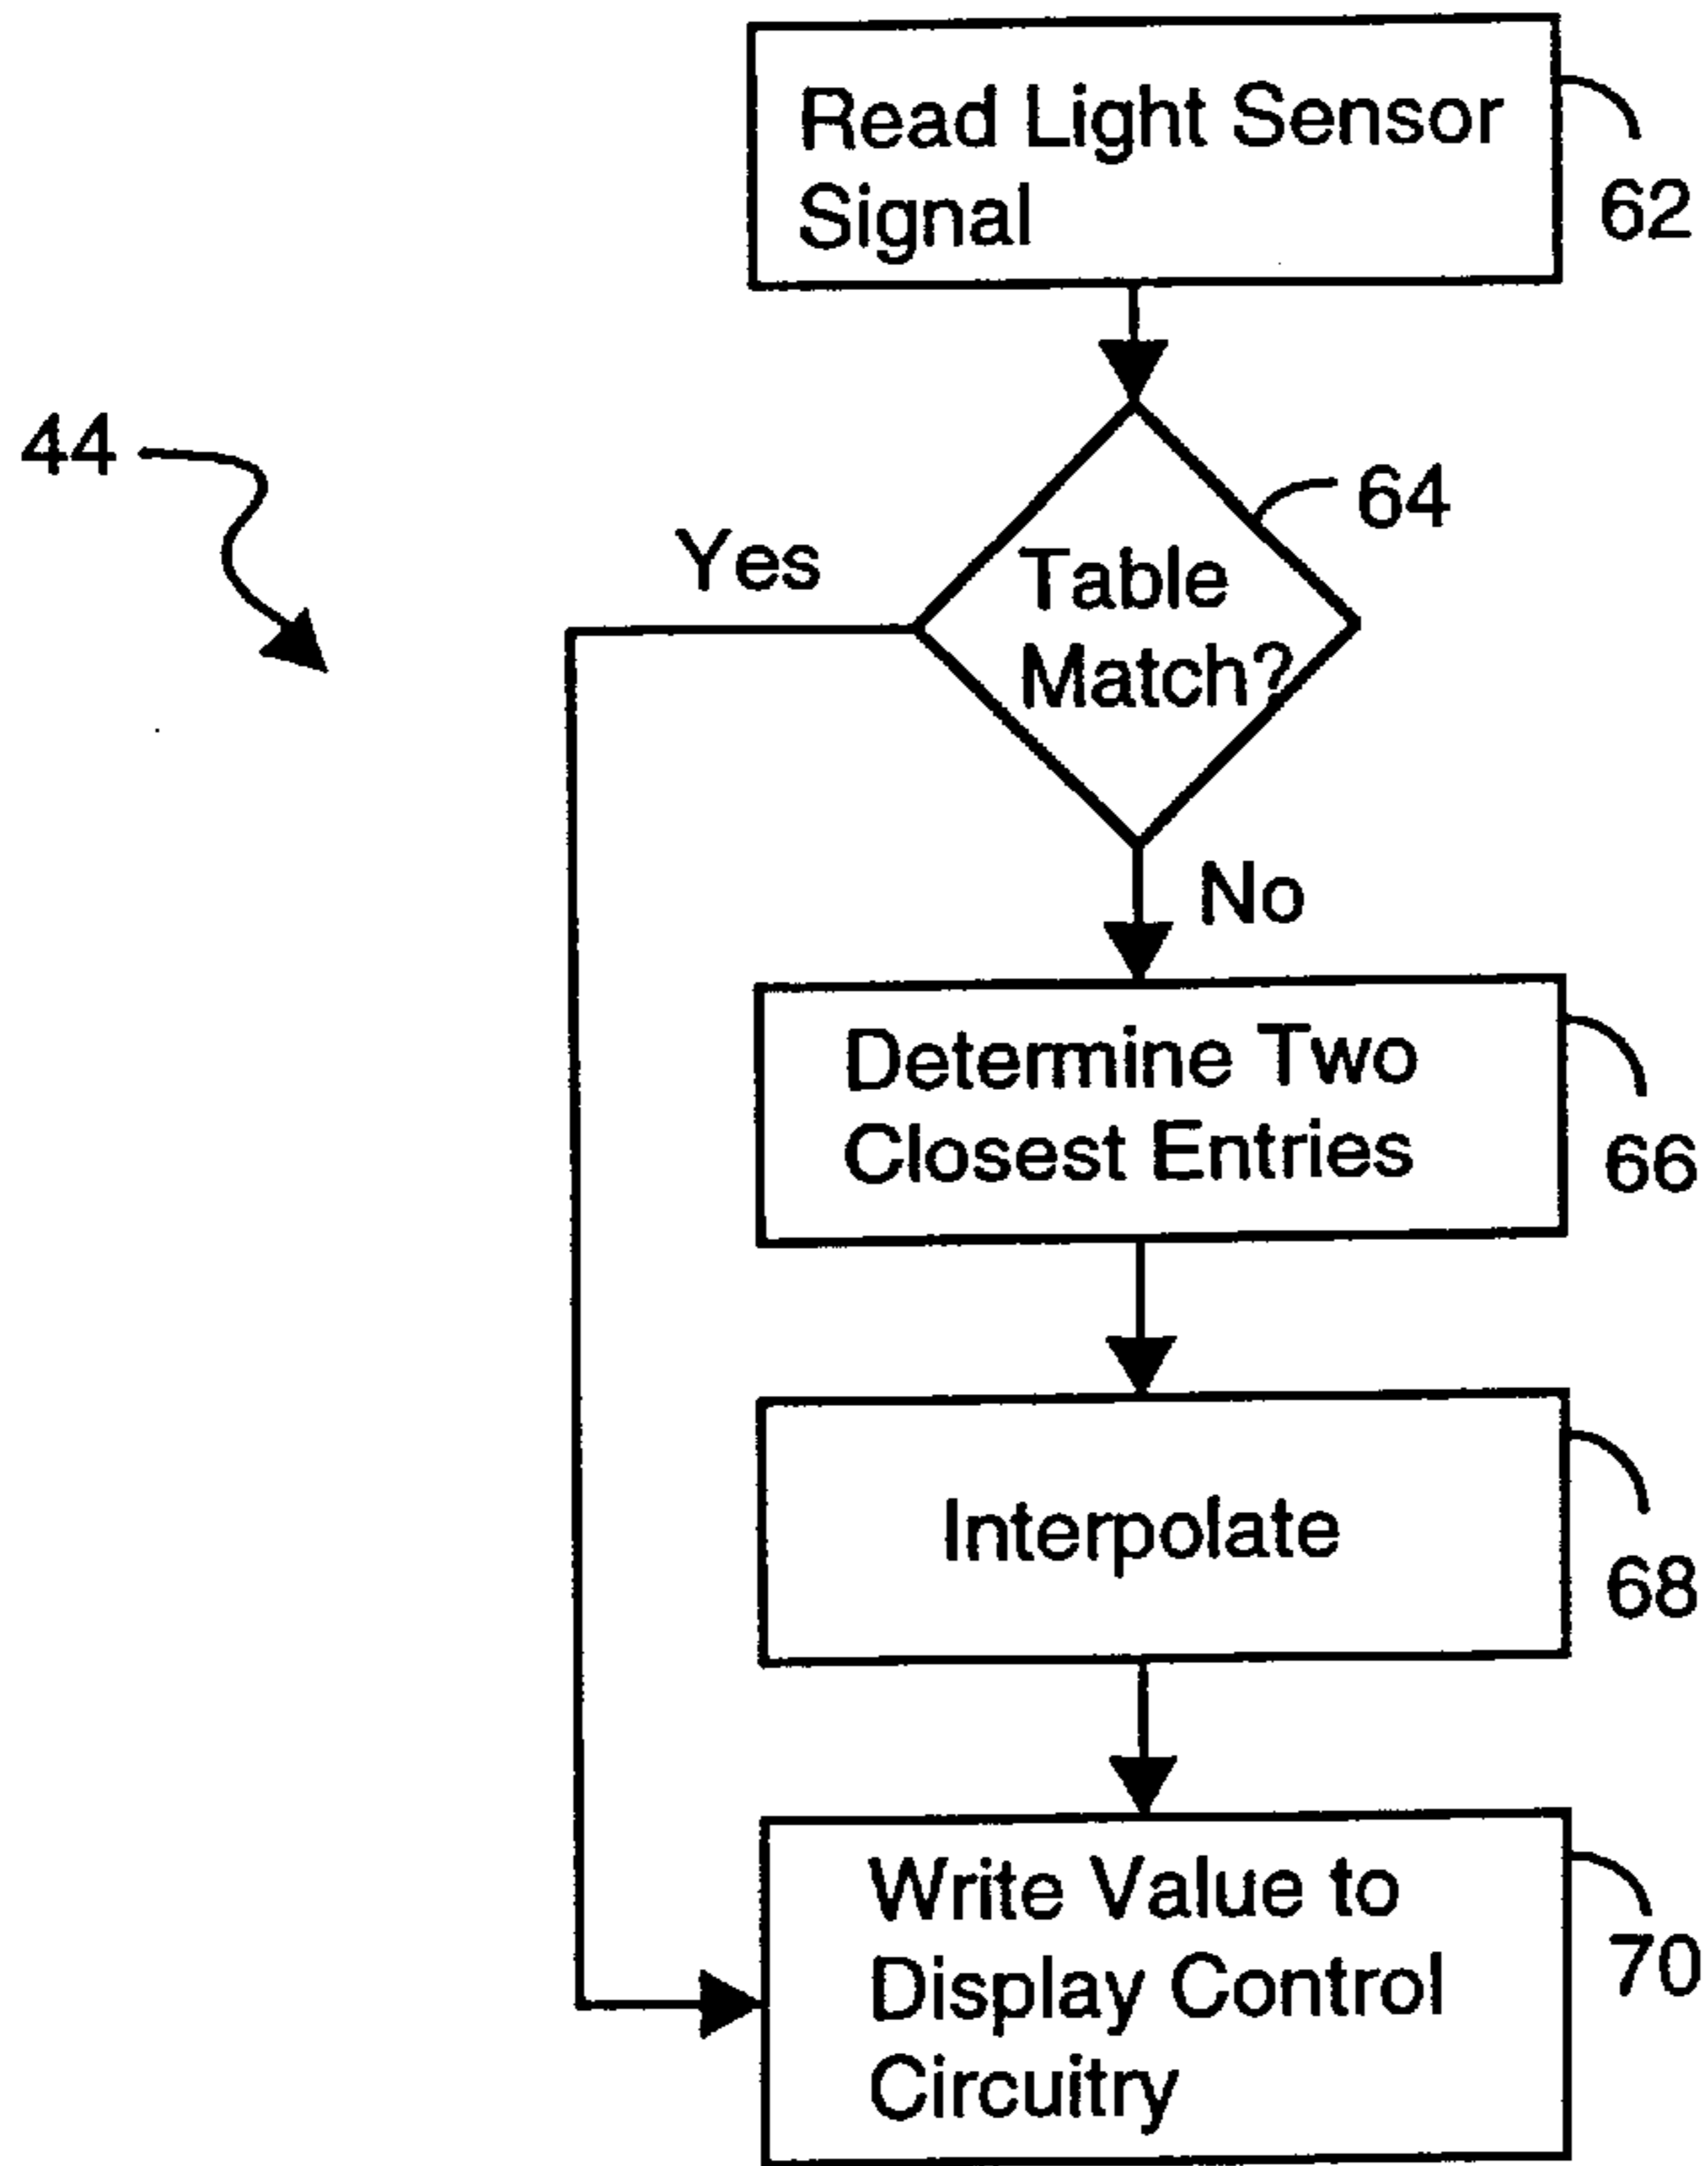 Read Light Sensor
Signal
62
44
64
Yes
Table
Match?
No
Determine Two
Closest Entries
66
Interpolate
68
Write Value to
Display Control
Circuitry
70